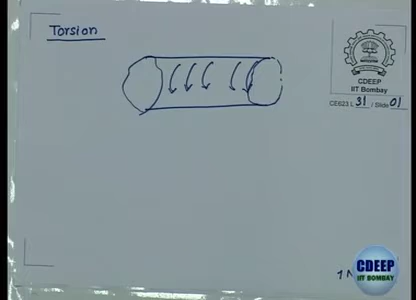 Torsion
CDEEP
IIT Bombay
CE623 L 31 / Slide 01
CDEEP
IIT BOMBAY